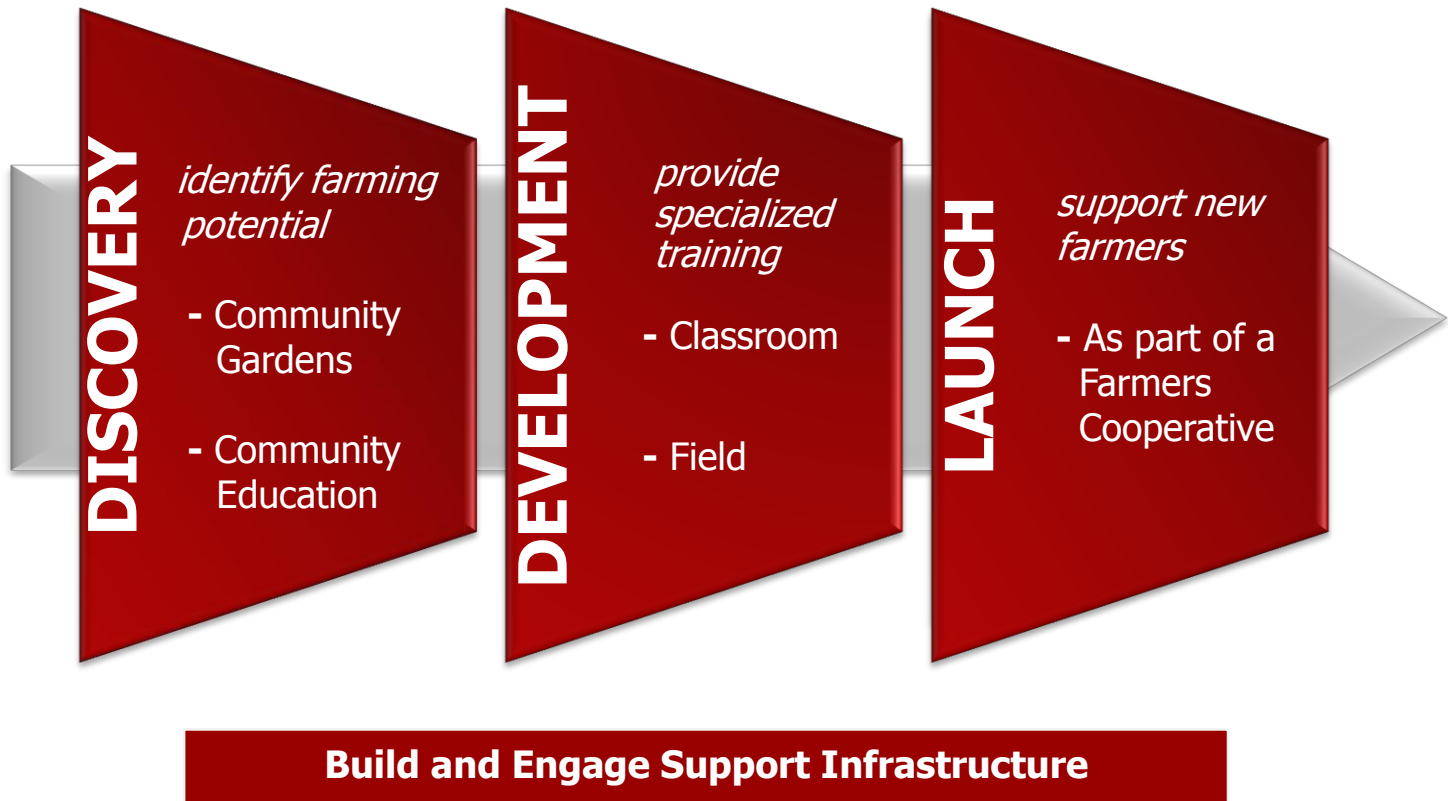 DISCOVERY
identify farming
potential
- Community
Gardens
- Community
Education
DEVELOPMENT
provide
specialized
training
- Classroom
- Field
LAUNCH
support new
farmers
- As part of a
Farmers
Cooperative
Build and Engage Support Infrastructure